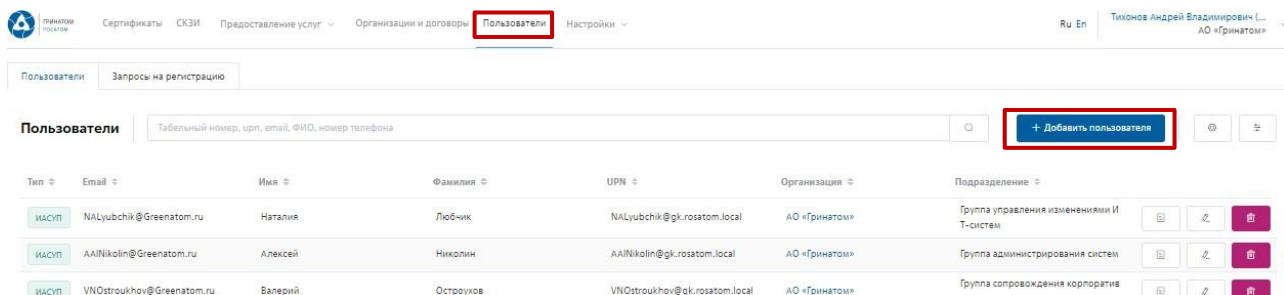 ГРИНАТОМ
РОСАТОМ
Сертификаты СКЗИ Предоставление услуг Организации и договоры Пользователи Настройки
Ru En
Тихонов Андрей Владимирович (...
АО «Гринатом»
Пользователи Запросы на регистрацию
Пользователи
Табельный номер, upn, email, ФИО, номер телефона
+ Добавить пользователя
Тип Email Имя Фамилия UPN Организация Подразделение
ИАСУП NALyubchik@Greenatom.ru Наталия Любчик NALyubchik@gk.rosatom.local АО «Гринатом» Группа управления изменениями И
Т-систем
ИАСУП AAlNikolin@Greenatom.ru Алексей Николин AAlNikolin@gk.rosatom.local АО «Гринатом» Группа администрирования систем
ИАСУП VNOstroukhov@Greenatom.ru Валерий Остроухов VNOstroukhov@gk.rosatom.local АО «Гринатом» Группа сопровождения корпоратив